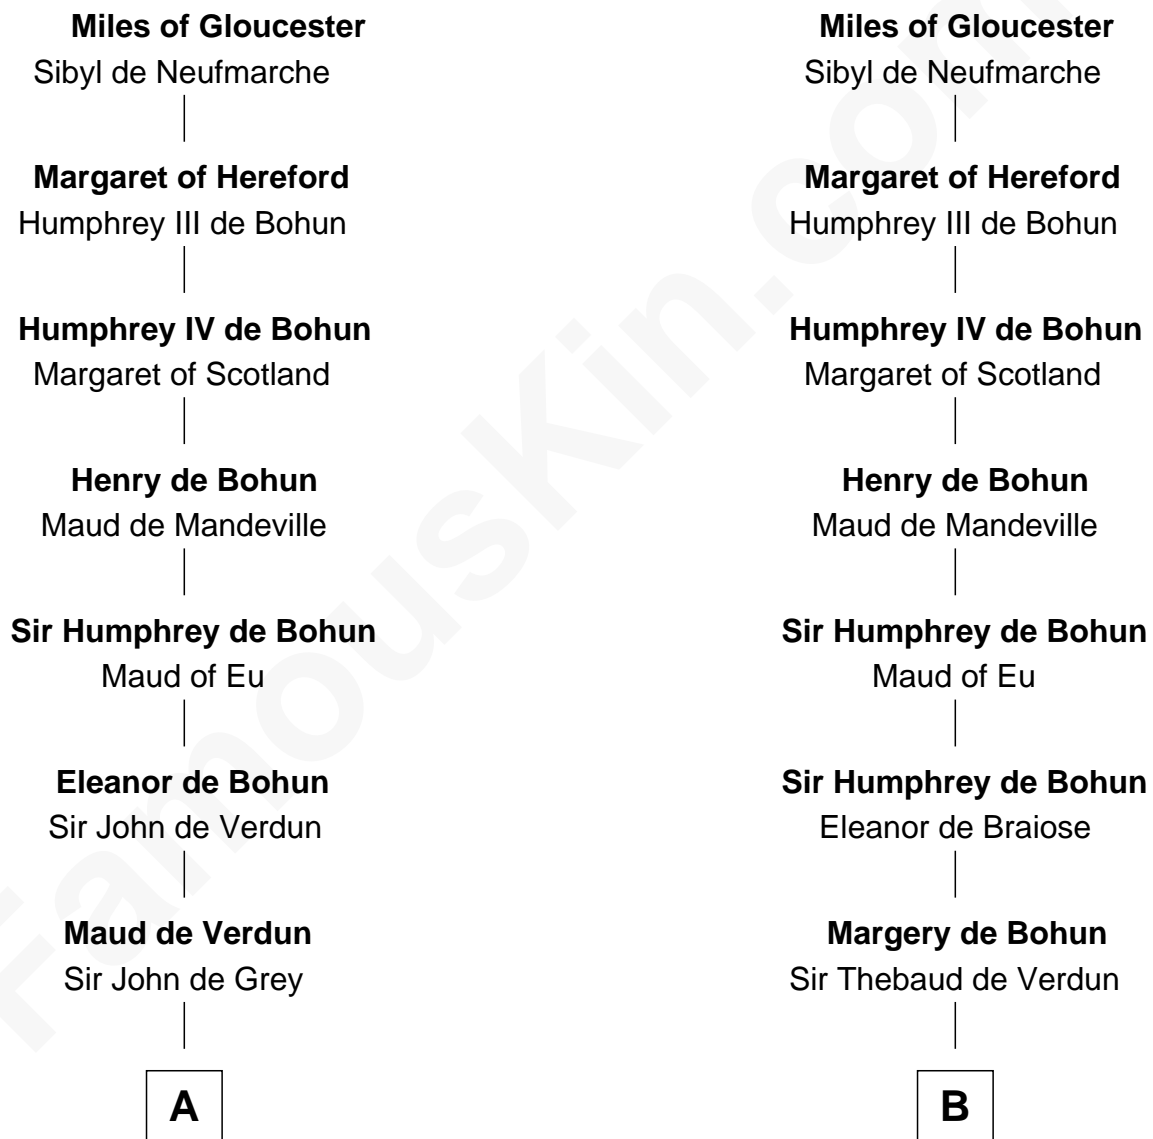 Miles of Gloucester
Sibyl de Neufmarche
Margaret of Hereford
Humphrey III de Bohun
Humphrey IV de Bohun
Margaret of Scotland
Henry de Bohun
Maud de Mandeville
Sir Humphrey de Bohun
Maud of Eu
Eleanor de Bohun
Sir John de Verdun
Maud de Verdun
Sir John de Grey
A
Miles of Gloucester
Sibyl de Neufmarche
Margaret of Hereford
Humphrey III de Bohun
Humphrey IV de Bohun
Margaret of Scotland
Henry de Bohun
Maud de Mandeville
Sir Humphrey de Bohun
Maud of Eu
Sir Humphrey de Bohun
Eleanor de Braiose
Margery de Bohun
Sir Thebaud de Verdun
B
FamousKin.com